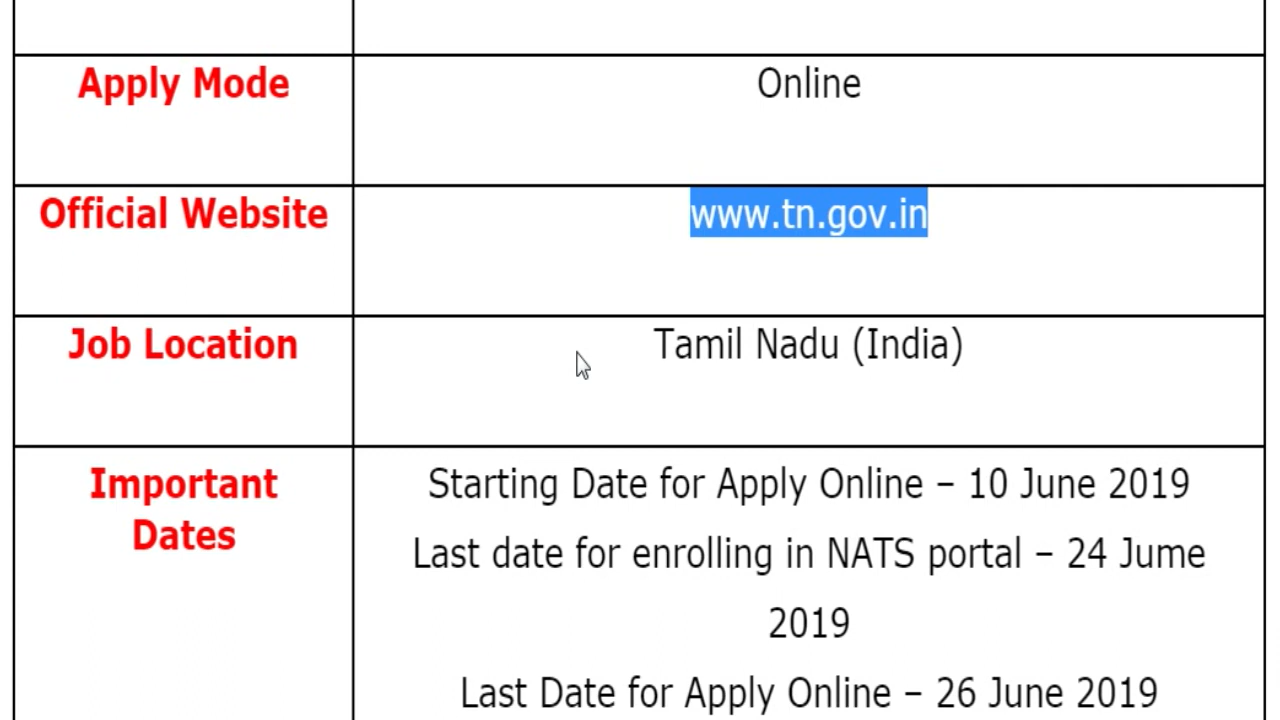 Apply Mode
Online
Official Website
www.tn.gov.in
Job Location
Tamil Nadu (India)
Important
Dates
Starting Date for Apply Online – 10 June 2019
Last date for enrolling in NATS portal – 24 Jume
2019
Last Date for Apply Online – 26 June 2019